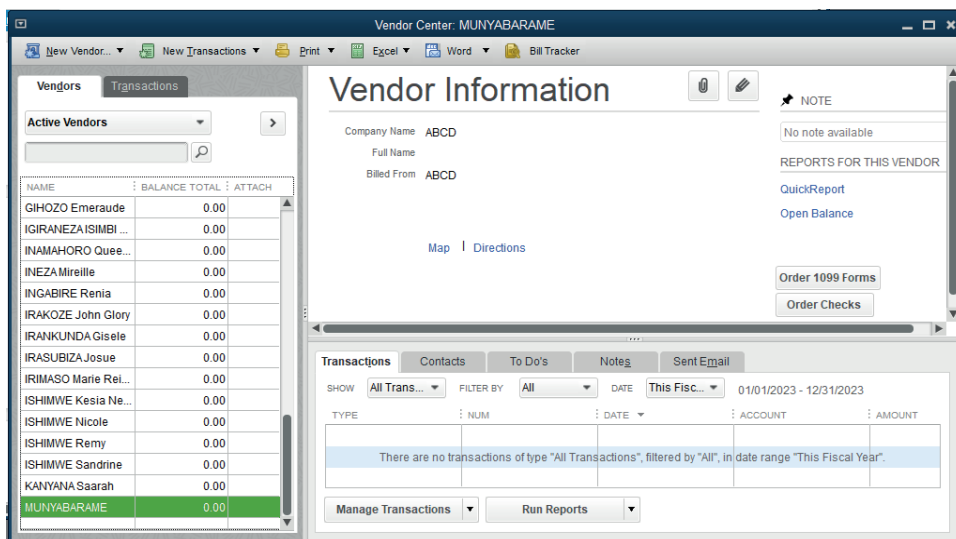 Vendor Center: MUNYABARAME
New Vendor... New Transactions Print Excel Word Bill Tracker
Vendors Transactions
Active Vendors
NAME BALANCE TOTAL ATTACH
GIHOZO Emeraude 0.00
IGIRANEZA ISIMBI ... 0.00
INAMAHORO Quee... 0.00
INEZA Mireille 0.00
INGABIRE Renia 0.00
IRAKOZE John Glory 0.00
IRANKUNDA Gisele 0.00
IRASUBIZA Josue 0.00
IRIMASO Marie Rei... 0.00
ISHIMWE Kesia Ne... 0.00
ISHIMWE Nicole 0.00
ISHIMWE Remy 0.00
ISHIMWE Sandrine 0.00
KANYANA Saarah 0.00
MUNYABARAME 0.00
Vendor Information
Company Name ABCD
Full Name
Billed From ABCD
Map | Directions
NOTE
No note available
REPORTS FOR THIS VENDOR
QuickReport
Open Balance
Order 1099 Forms
Order Checks
Transactions Contacts To Do's Notes Sent Email
SHOW All Trans... FILTER BY All DATE This Fisc... 01/01/2023 - 12/31/2023
TYPE NUM DATE ACCOUNT AMOUNT
There are no transactions of type "All Transactions", filtered by "All", in date range "This Fiscal Year".
Manage Transactions Run Reports